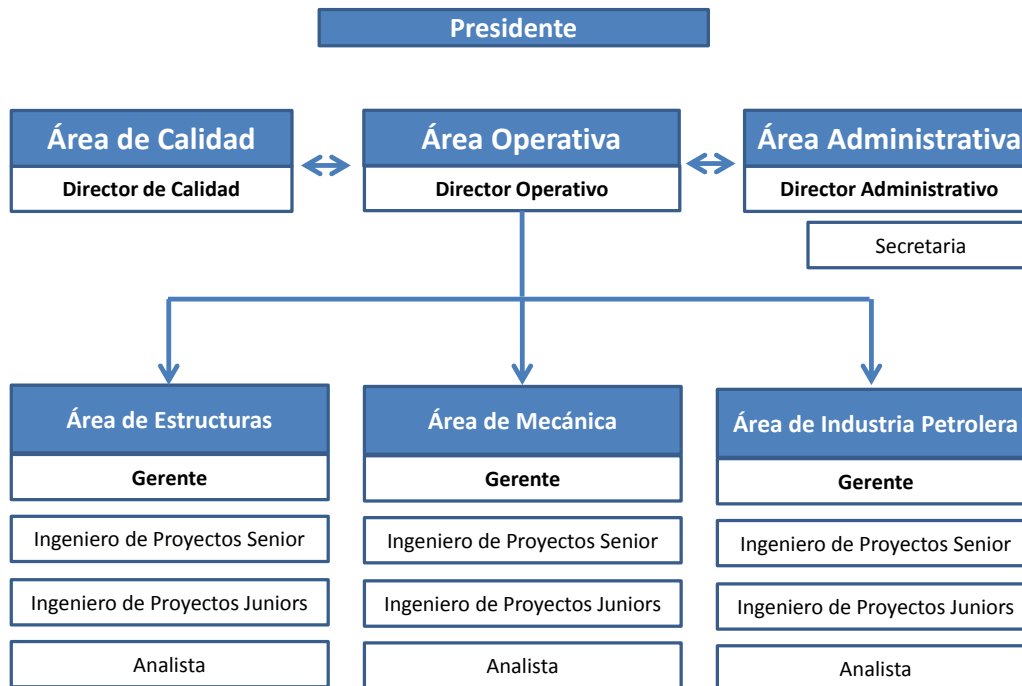 Presidente
Área de Calidad
Director de Calidad
Área Operativa
Director Operativo
Área Administrativa
Director Administrativo
Secretaria
Área de Estructuras
Gerente
Ingeniero de Proyectos Senior
Ingeniero de Proyectos Juniors
Analista
Área de Mecánica
Gerente
Ingeniero de Proyectos Senior
Ingeniero de Proyectos Juniors
Analista
Área de Industria Petrolera
Gerente
Ingeniero de Proyectos Senior
Ingeniero de Proyectos Juniors
Analista